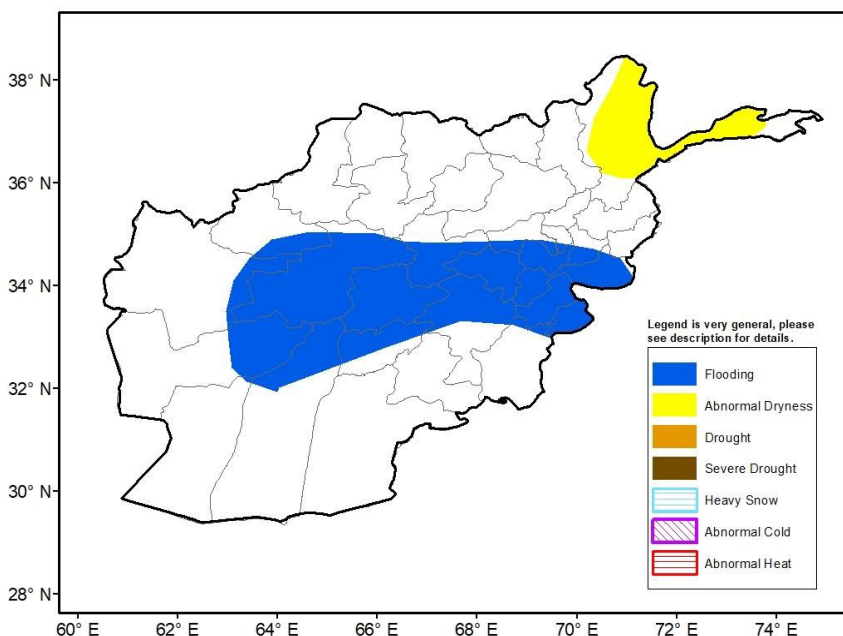 38° N
36° N
34° N
32° N
30° N
28° N
Legend is very general, please
see description for details.
Flooding
Abnormal Dryness
Drought
Severe Drought
Heavy Snow
Abnormal Cold
Abnormal Heat
60° E 62° E 64° E 66° E 68° E 70° E 72° E 74° E